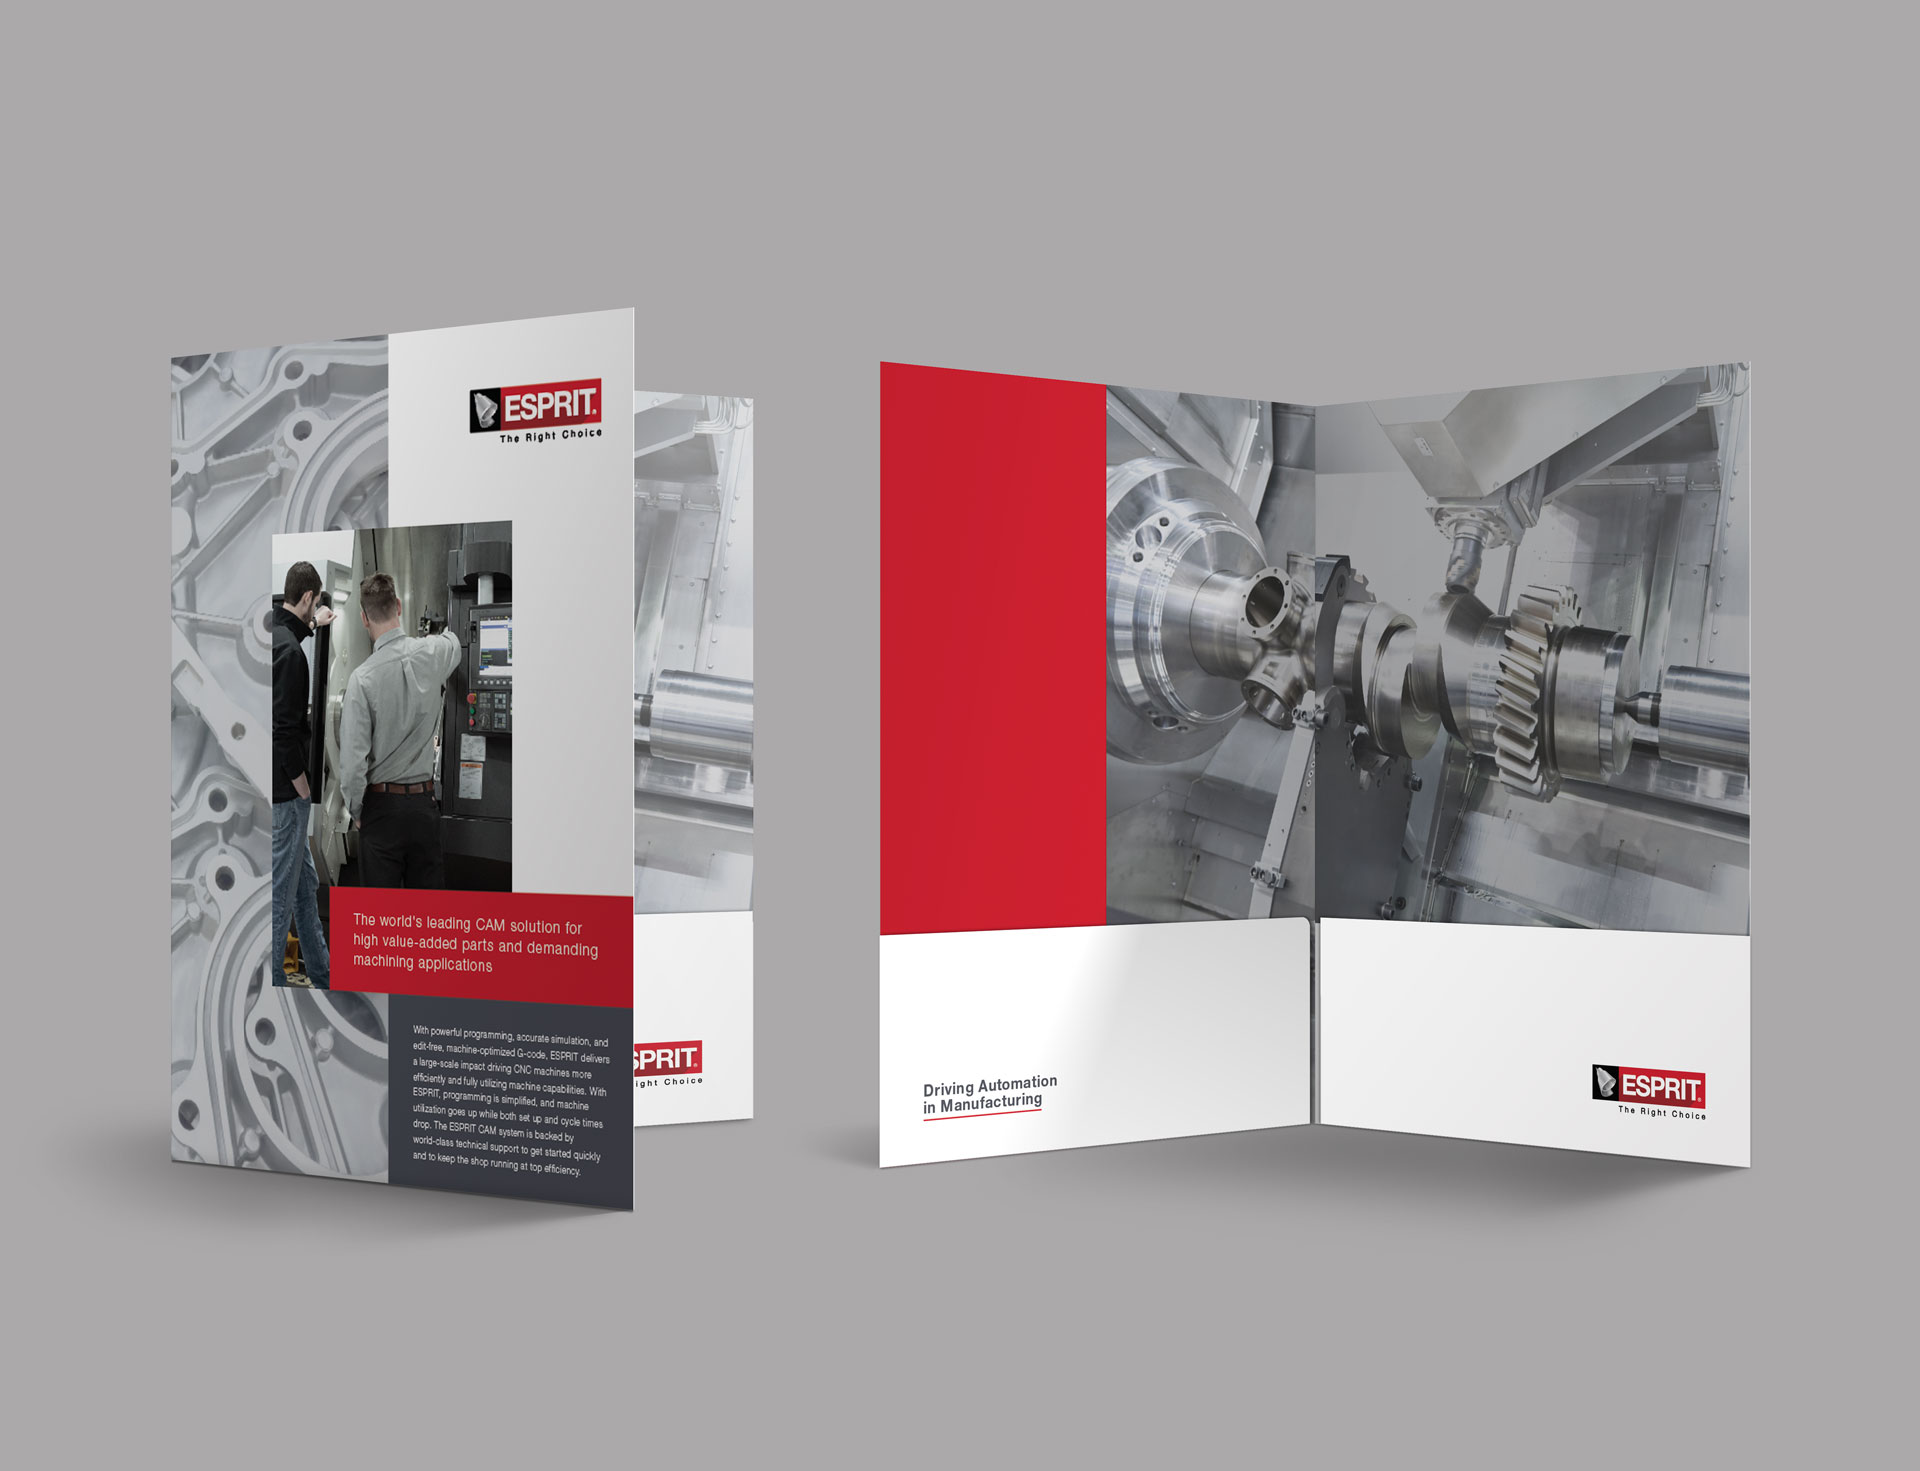 ESPRIT®
The Right Choice
The world's leading CAM solution for
high value-added parts and demanding
machining applications
With powerful programming, accurate simulation, and
edit-free, machine-optimized G-code, ESPRIT delivers
a large-scale impact driving CNC machines more
efficiently and fully utilizing machine capabilities. With
ESPRIT, programming is simplified, and machine
utilization goes up while both set up and cycle times
drop. The ESPRIT CAM system is backed by
world-class technical support to get started quickly
and to keep the shop running at top efficiency.
SPRIT®
ight Choice
Driving Automation
in Manufacturing
ESPRIT®
The Right Choice